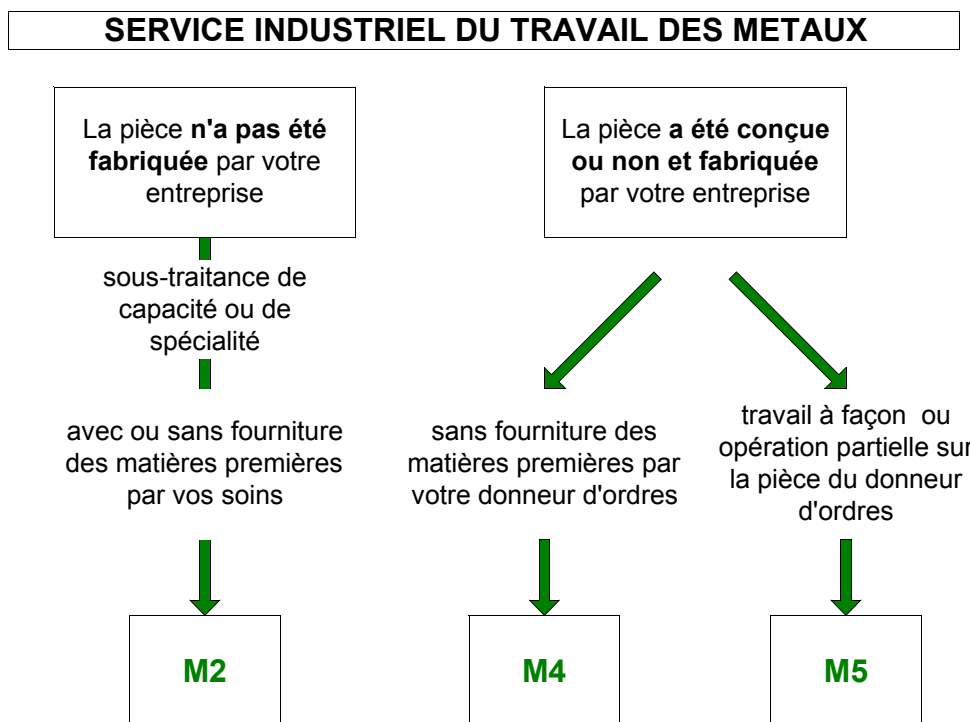 SERVICE INDUSTRIEL DU TRAVAIL DES METAUX
La pièce n'a pas été
fabriquée par votre
entreprise
La pièce a été conçue
ou non et fabriquée
par votre entreprise
sous-traitance de
capacité ou de
spécialité
avec ou sans fourniture
des matières premières
par vos soins
sans fourniture des
matières premières par
votre donneur d'ordres
travail à façon ou
opération partielle sur
la pièce du donneur
d'ordres
M2
M4
M5